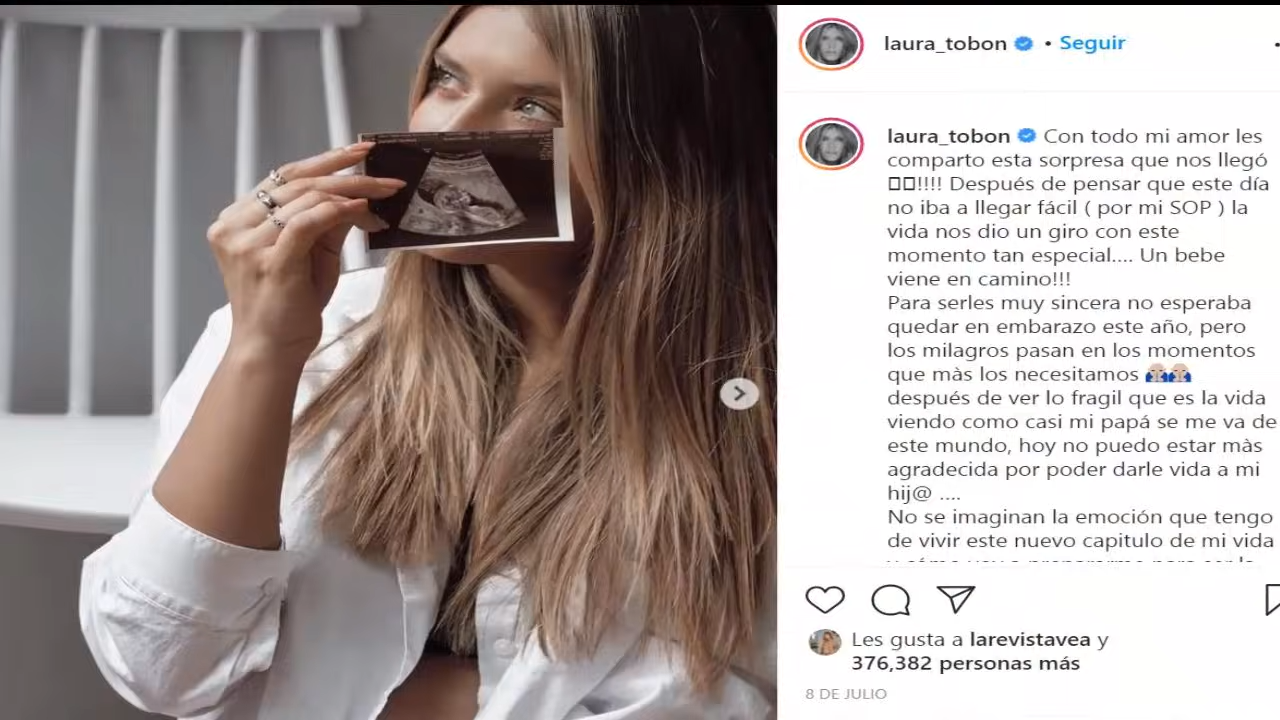 laura_tobon • Seguir
laura_tobon Con todo mi amor les
comparto esta sorpresa que nos llegó
!!!! Después de pensar que este día
no iba a llegar fácil ( por mi SOP ) la
vida nos dio un giro con este
momento tan especial.... Un bebe
viene en camino!!!
Para serles muy sincera no esperaba
quedar en embarazo este año, pero
los milagros pasan en los momentos
que màs los necesitamos
después de ver lo fragil que es la vida
viendo como casi mi papá se me va de
este mundo, hoy no puedo estar màs
agradecida por poder darle vida a mi
hij@ ....
No se imaginan la emoción que tengo
de vivir este nuevo capitulo de mi vida
Les gusta a larevistavea y
376,382 personas más
8 DE JULIO